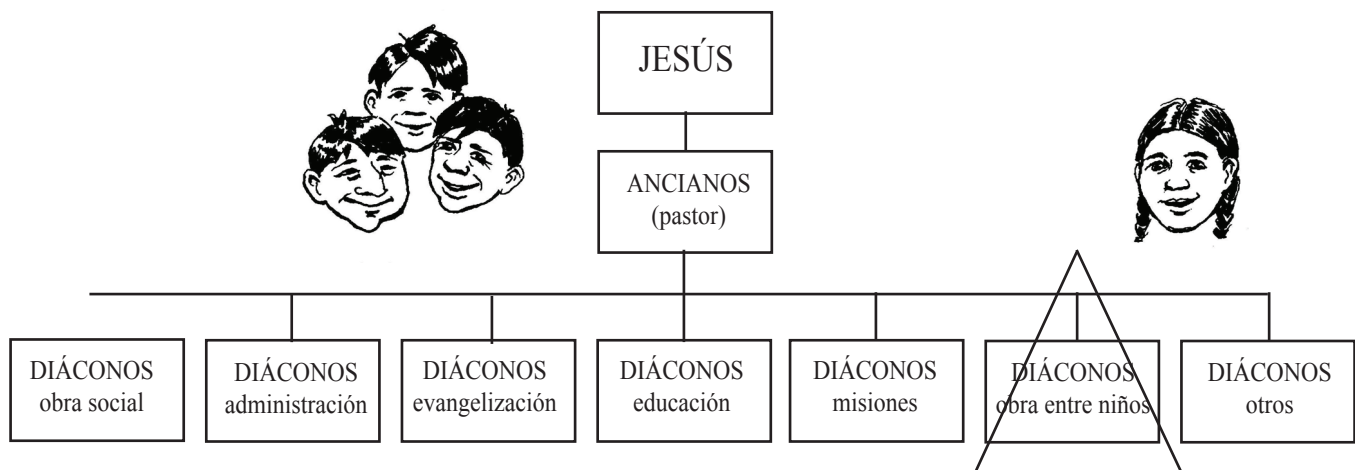 JESÚS
ANCIANOS
(pastor)
DIÁCONOS
obra social
DIÁCONOS
administración
DIÁCONOS
evangelización
DIÁCONOS
educación
DIÁCONOS
misiones
DIÁCONOS
obra entre niños
DIÁCONOS
otros